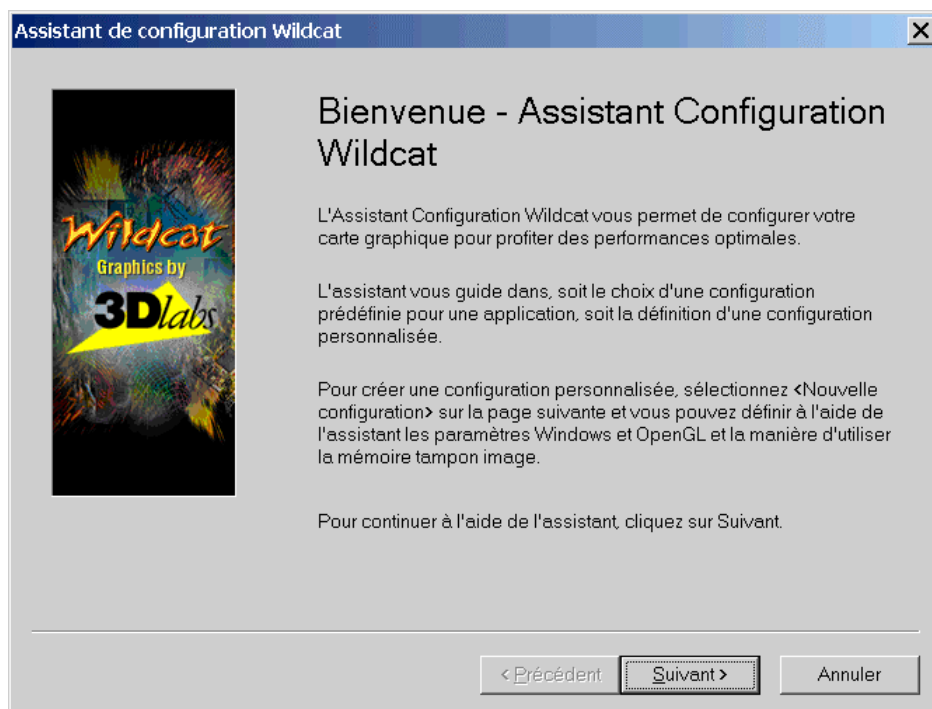 Assistant de configuration Wildcat
Bienvenue - Assistant Configuration
Wildcat
Wildcat
Graphics by
3Dlabs
L'Assistant Configuration Wildcat vous permet de configurer votre
carte graphique pour profiter des performances optimales.
L'assistant vous guide dans, soit le choix d'une configuration
prédéfinie pour une application, soit la définition d'une configuration
personnalisée.
Pour créer une configuration personnalisée, sélectionnez <Nouvelle
configuration> sur la page suivante et vous pouvez définir à l'aide de
l'assistant les paramètres Windows et OpenGL et la manière d'utiliser
la mémoire tampon image.
Pour continuer à l'aide de l'assistant, cliquez sur Suivant.
< Précédent
Suivant >
Annuler